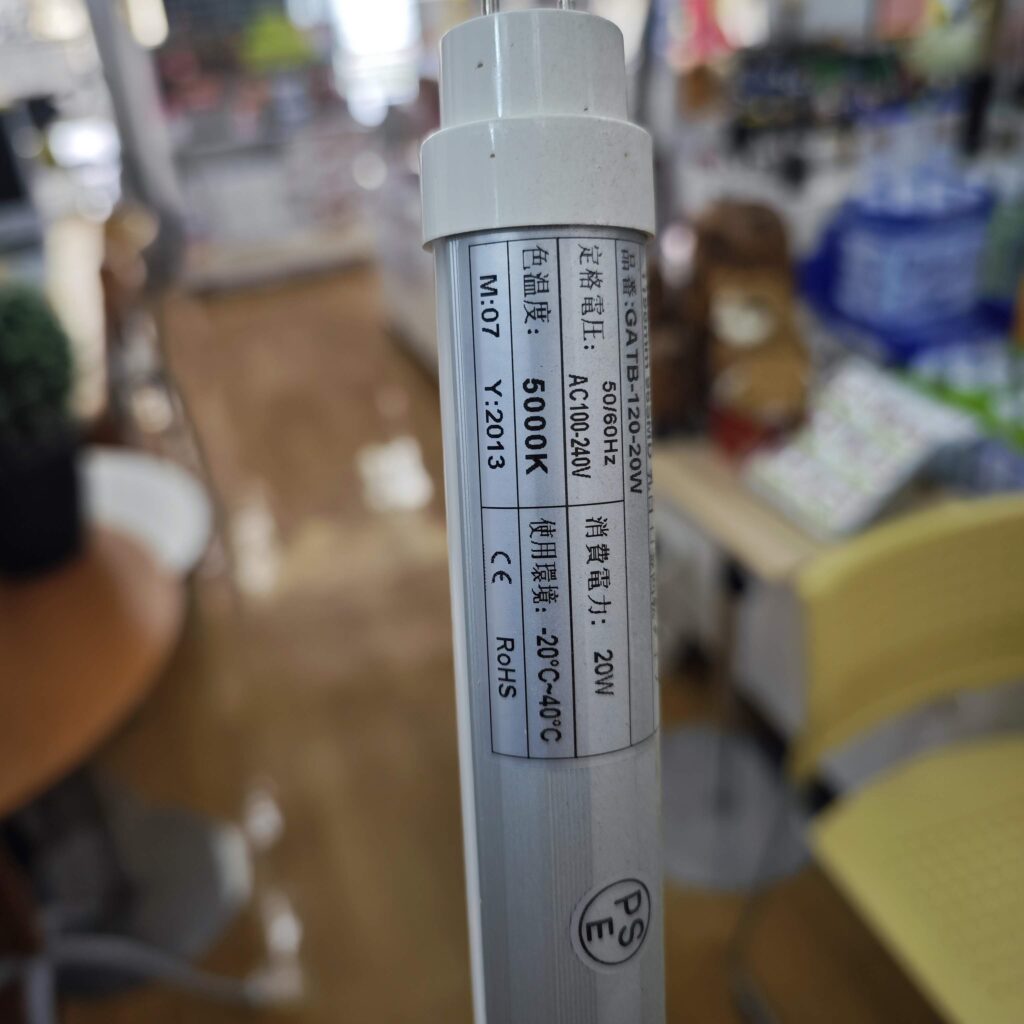 品番:GATB-120-20W
定格電圧: 50/60Hz
AC100-240V
消費電力: 20W
色温度: 5000K
使用環境: -20°C~40°C
M:07 Y:2013
CE RoHS
PS
E